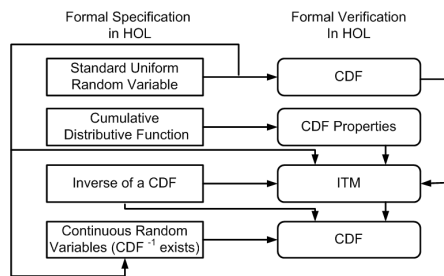 Formal Specification
in HOL
Formal Verification
In HOL
Standard Uniform
Random Variable
CDF
Cumulative
Distributive Function
CDF Properties
Inverse of a CDF
ITM
Continuous Random
Variables (CDF -1 exists)
CDF